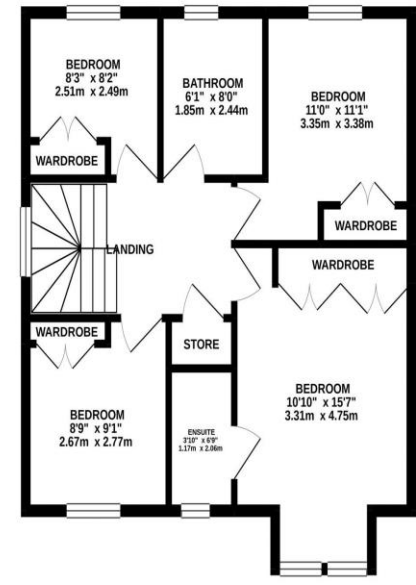 BEDROOM
8'3" x 8'2"
2.51m x 2.49m
WARDROBE
BATHROOM
6'1" x 8'0"
1.85m x 2.44m
BEDROOM
11'0" x 11'1"
3.35m x 3.38m
WARDROBE
LANDING
WARDROBE
WARDROBE
BEDROOM
8'9" x 9'1"
2.67m x 2.77m
STORE
ENSUITE
3'10" x 6'9"
1.17m x 2.06m
BEDROOM
10'10" x 15'7"
3.31m x 4.75m